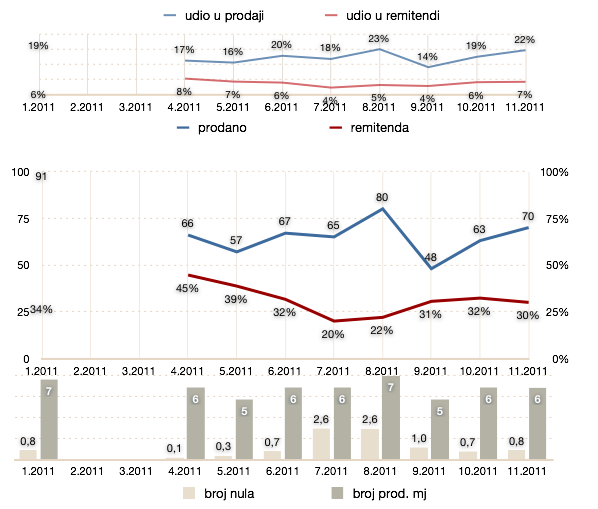 udio u prodaji udio u remitendi
19% 17% 16% 20% 18% 23% 14% 19% 22%
6% 8% 7% 6% 4% 5% 4% 6% 7%
1.2011 2.2011 3.2011 4.2011 5.2011 6.2011 7.2011 8.2011 9.2011 10.2011 11.2011
prodano remitenda
100 91 100%
75 66 57 67 65 80 48 63 70 75%
50 50%
45% 39% 32% 20% 22% 31% 32% 30%
25 34% 25%
0 0%
1.2011 2.2011 3.2011 4.2011 5.2011 6.2011 7.2011 8.2011 9.2011 10.2011 11.2011
7 6 5 6 6 7 5 6 6
0,8 0,1 0,3 0,7 2,6 2,6 1,0 0,7 0,8
1.2011 2.2011 3.2011 4.2011 5.2011 6.2011 7.2011 8.2011 9.2011 10.2011 11.2011
broj nula broj prod. mj